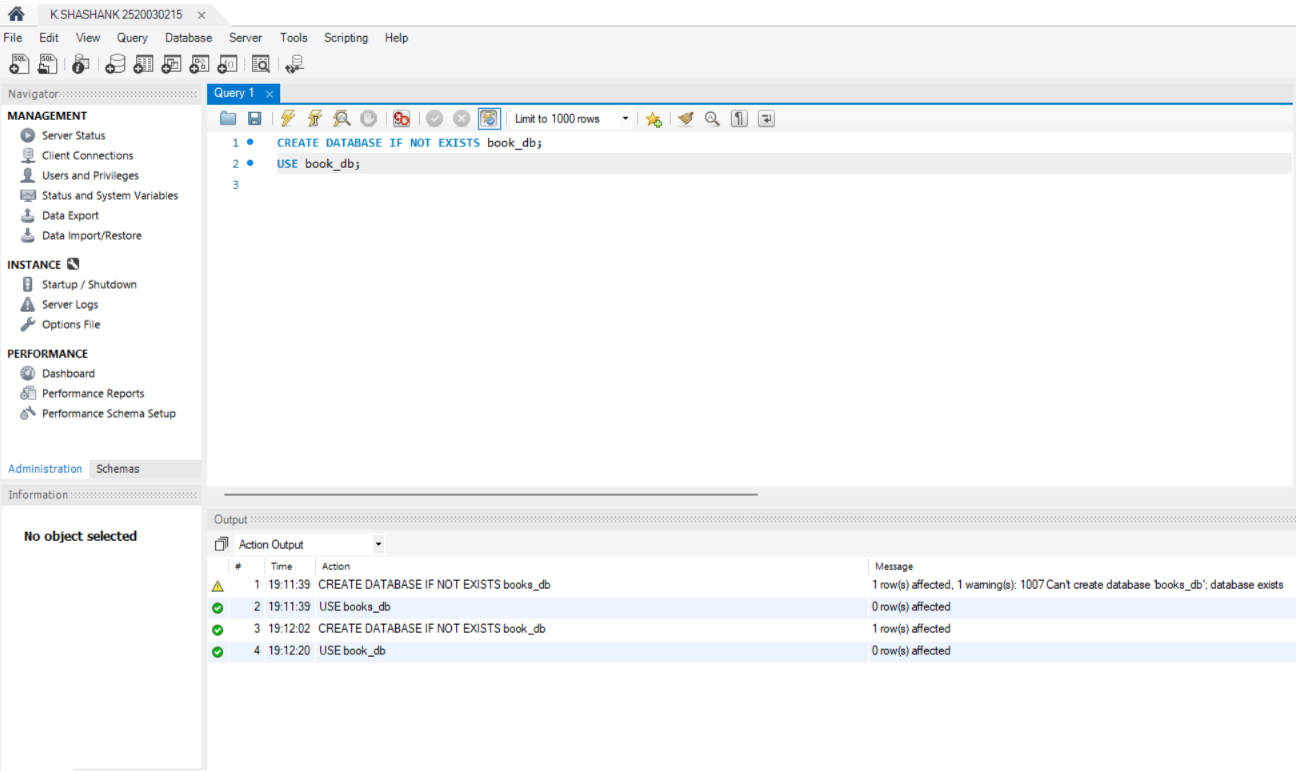 K.SHASHANK 2520030215 ×
File Edit View Query Database Server Tools Scripting Help
Navigator
MANAGEMENT
Server Status
Client Connections
Users and Privileges
Status and System Variables
Data Export
Data Import/Restore
INSTANCE
Startup / Shutdown
Server Logs
Options File
PERFORMANCE
Dashboard
Performance Reports
Performance Schema Setup
Administration Schemas
Information
No object selected
Query 1 ×
Limit to 1000 rows
1 CREATE DATABASE IF NOT EXISTS book_db;
2 USE book_db;
3
Output
Action Output
# Time Action Message
1 19:11:39 CREATE DATABASE IF NOT EXISTS books_db 1 row(s) affected, 1 warning(s): 1007 Can't create database 'books_db'; database exists
2 19:11:39 USE books_db 0 row(s) affected
3 19:12:02 CREATE DATABASE IF NOT EXISTS book_db 1 row(s) affected
4 19:12:20 USE book_db 0 row(s) affected